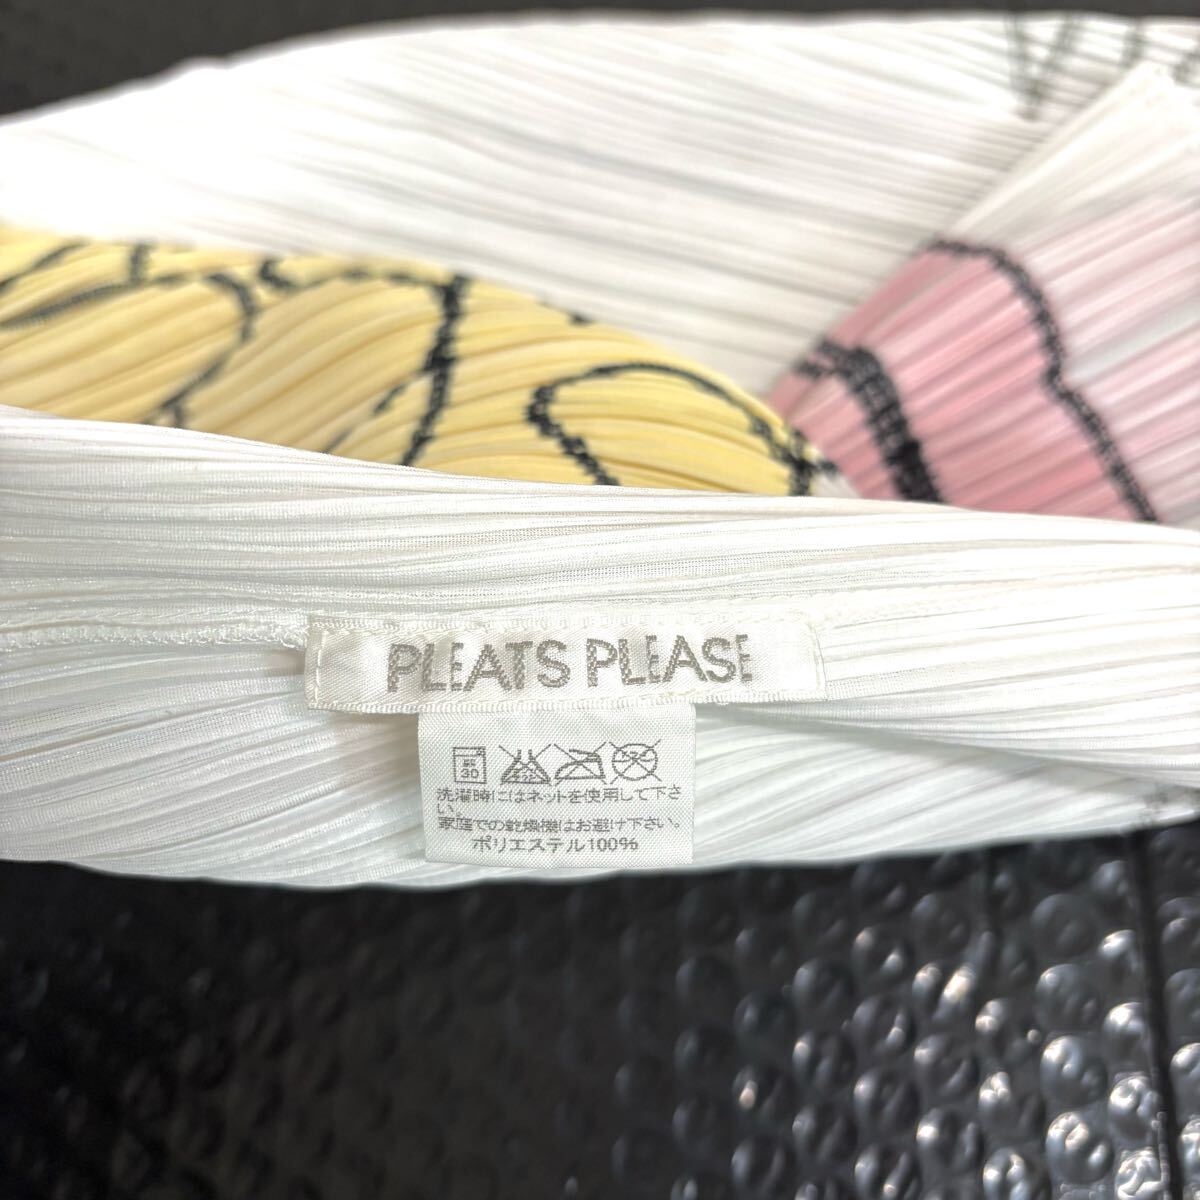 PLEATS PLEASE
30
洗濯時にはネットを使用して下さ
い。
家庭での乾燥機はお避け下さい。
ポリエステル100%